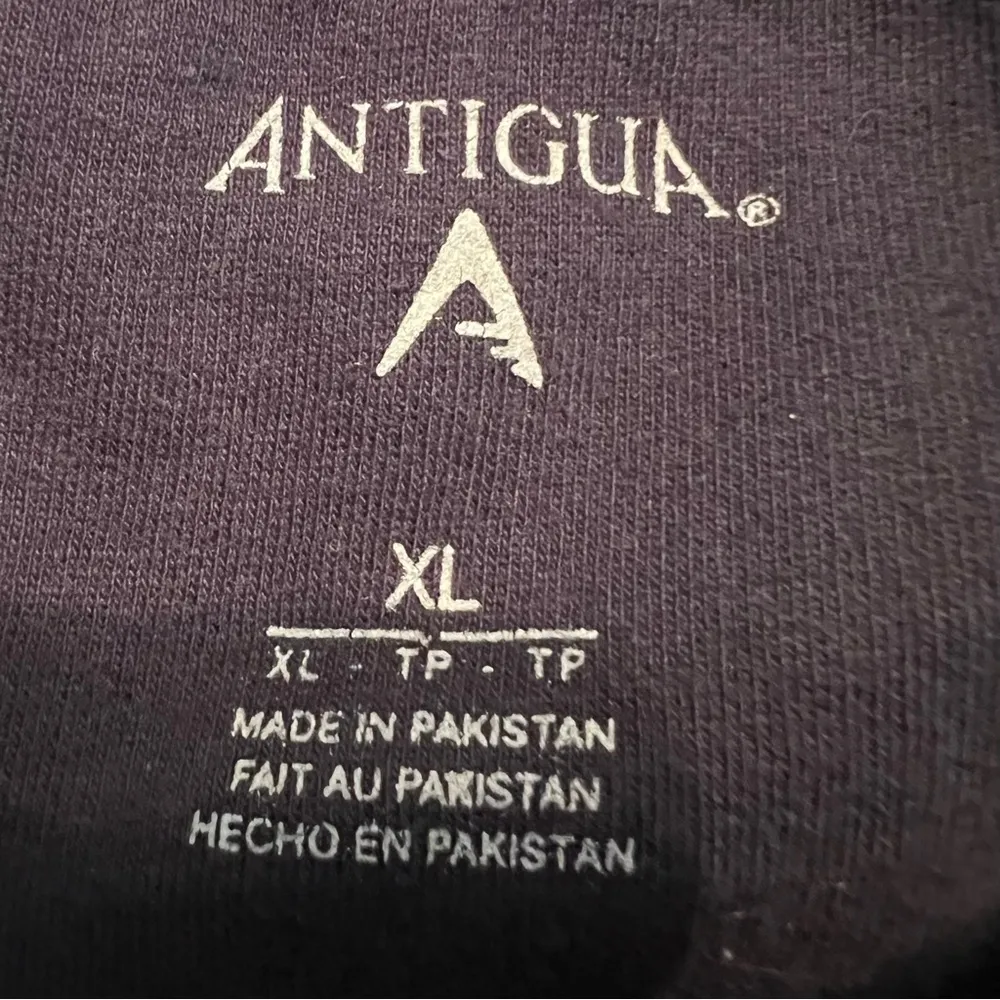 ANTIGUA®
XL
XL - TP - TP
MADE IN PAKISTAN
FAIT AU PAKISTAN
HECHO EN PAKISTAN